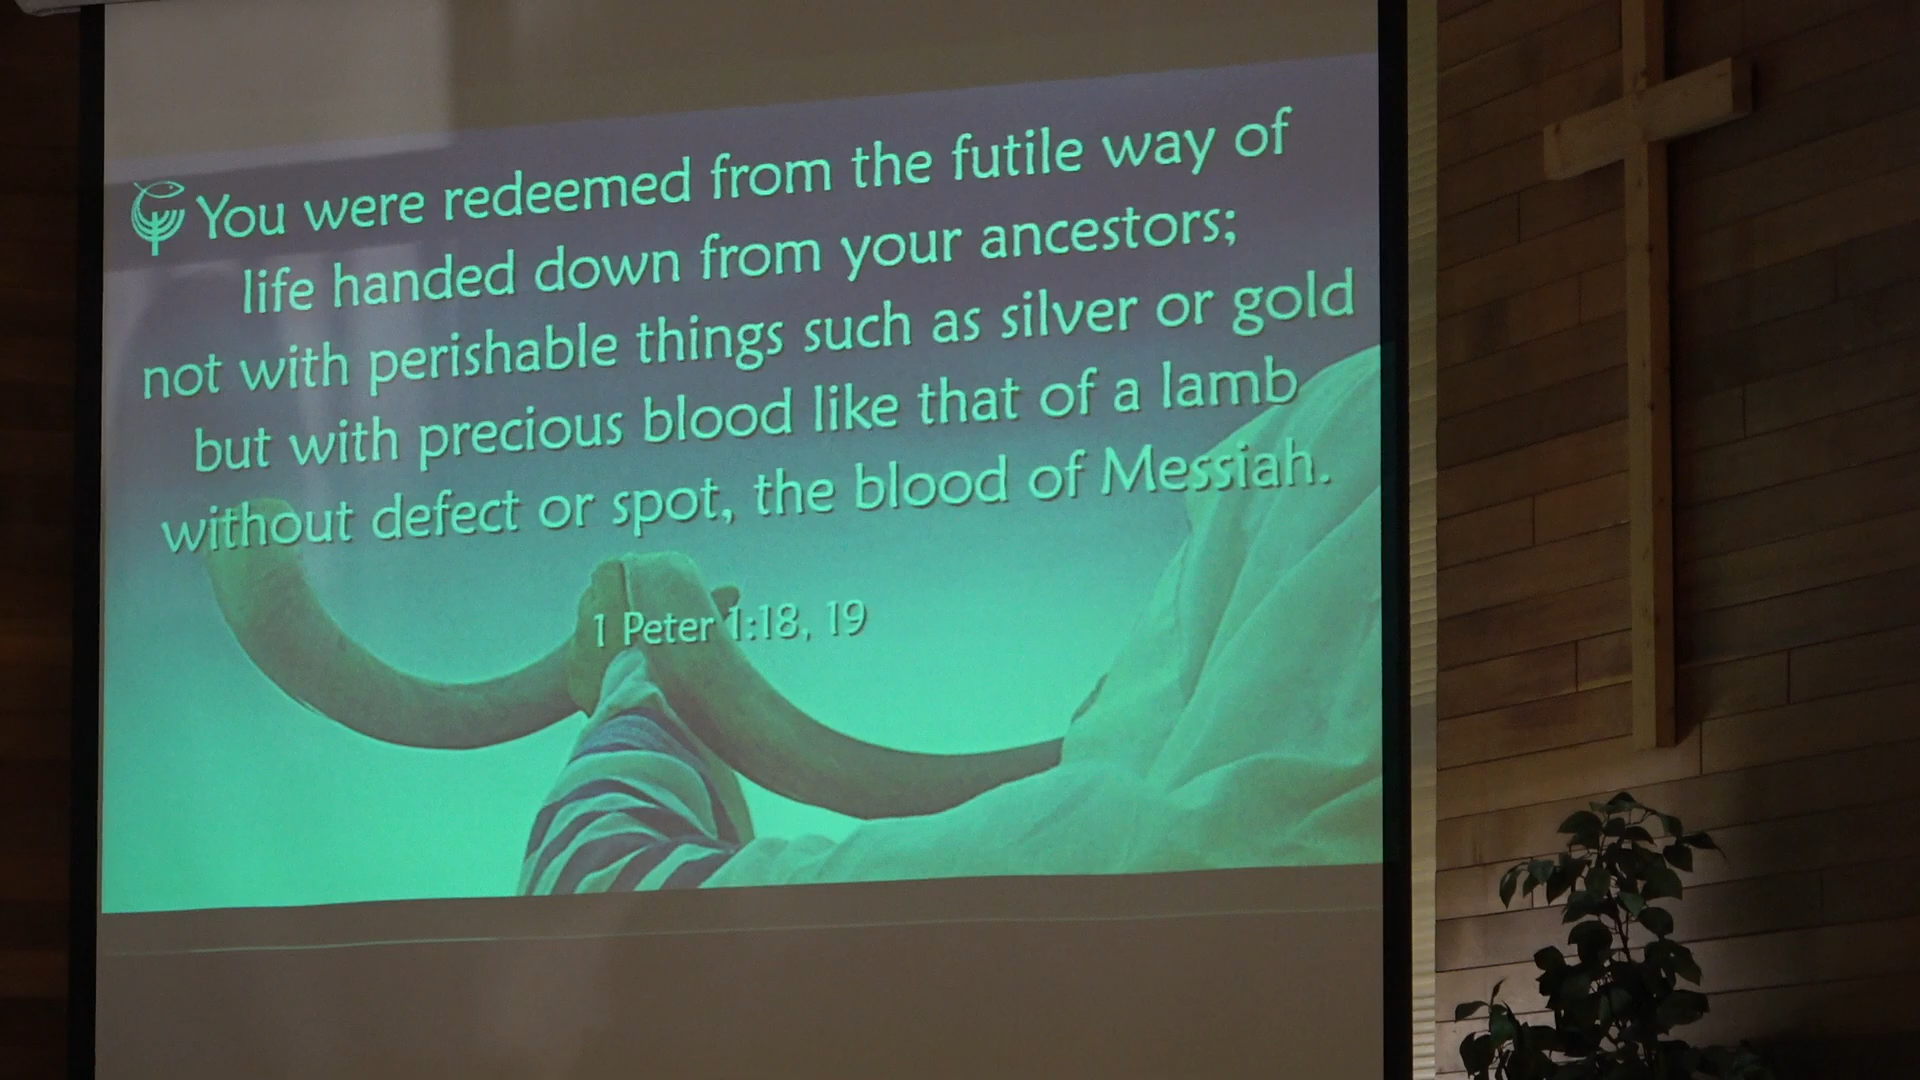 You were redeemed from the futile way of
life handed down from your ancestors;
not with perishable things such as silver or gold
but with precious blood like that of a lamb
without defect or spot, the blood of Messiah.
1 Peter 1:18, 19